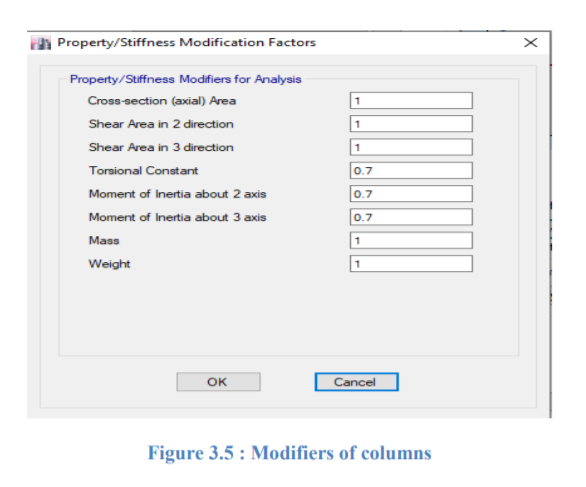 Property/Stiffness Modification Factors
Property/Stiffness Modifiers for Analysis
Cross-section (axial) Area 1
Shear Area in 2 direction 1
Shear Area in 3 direction 1
Torsional Constant 0.7
Moment of Inertia about 2 axis 0.7
Moment of Inertia about 3 axis 0.7
Mass 1
Weight 1
OK Cancel
Figure 3.5 : Modifiers of columns